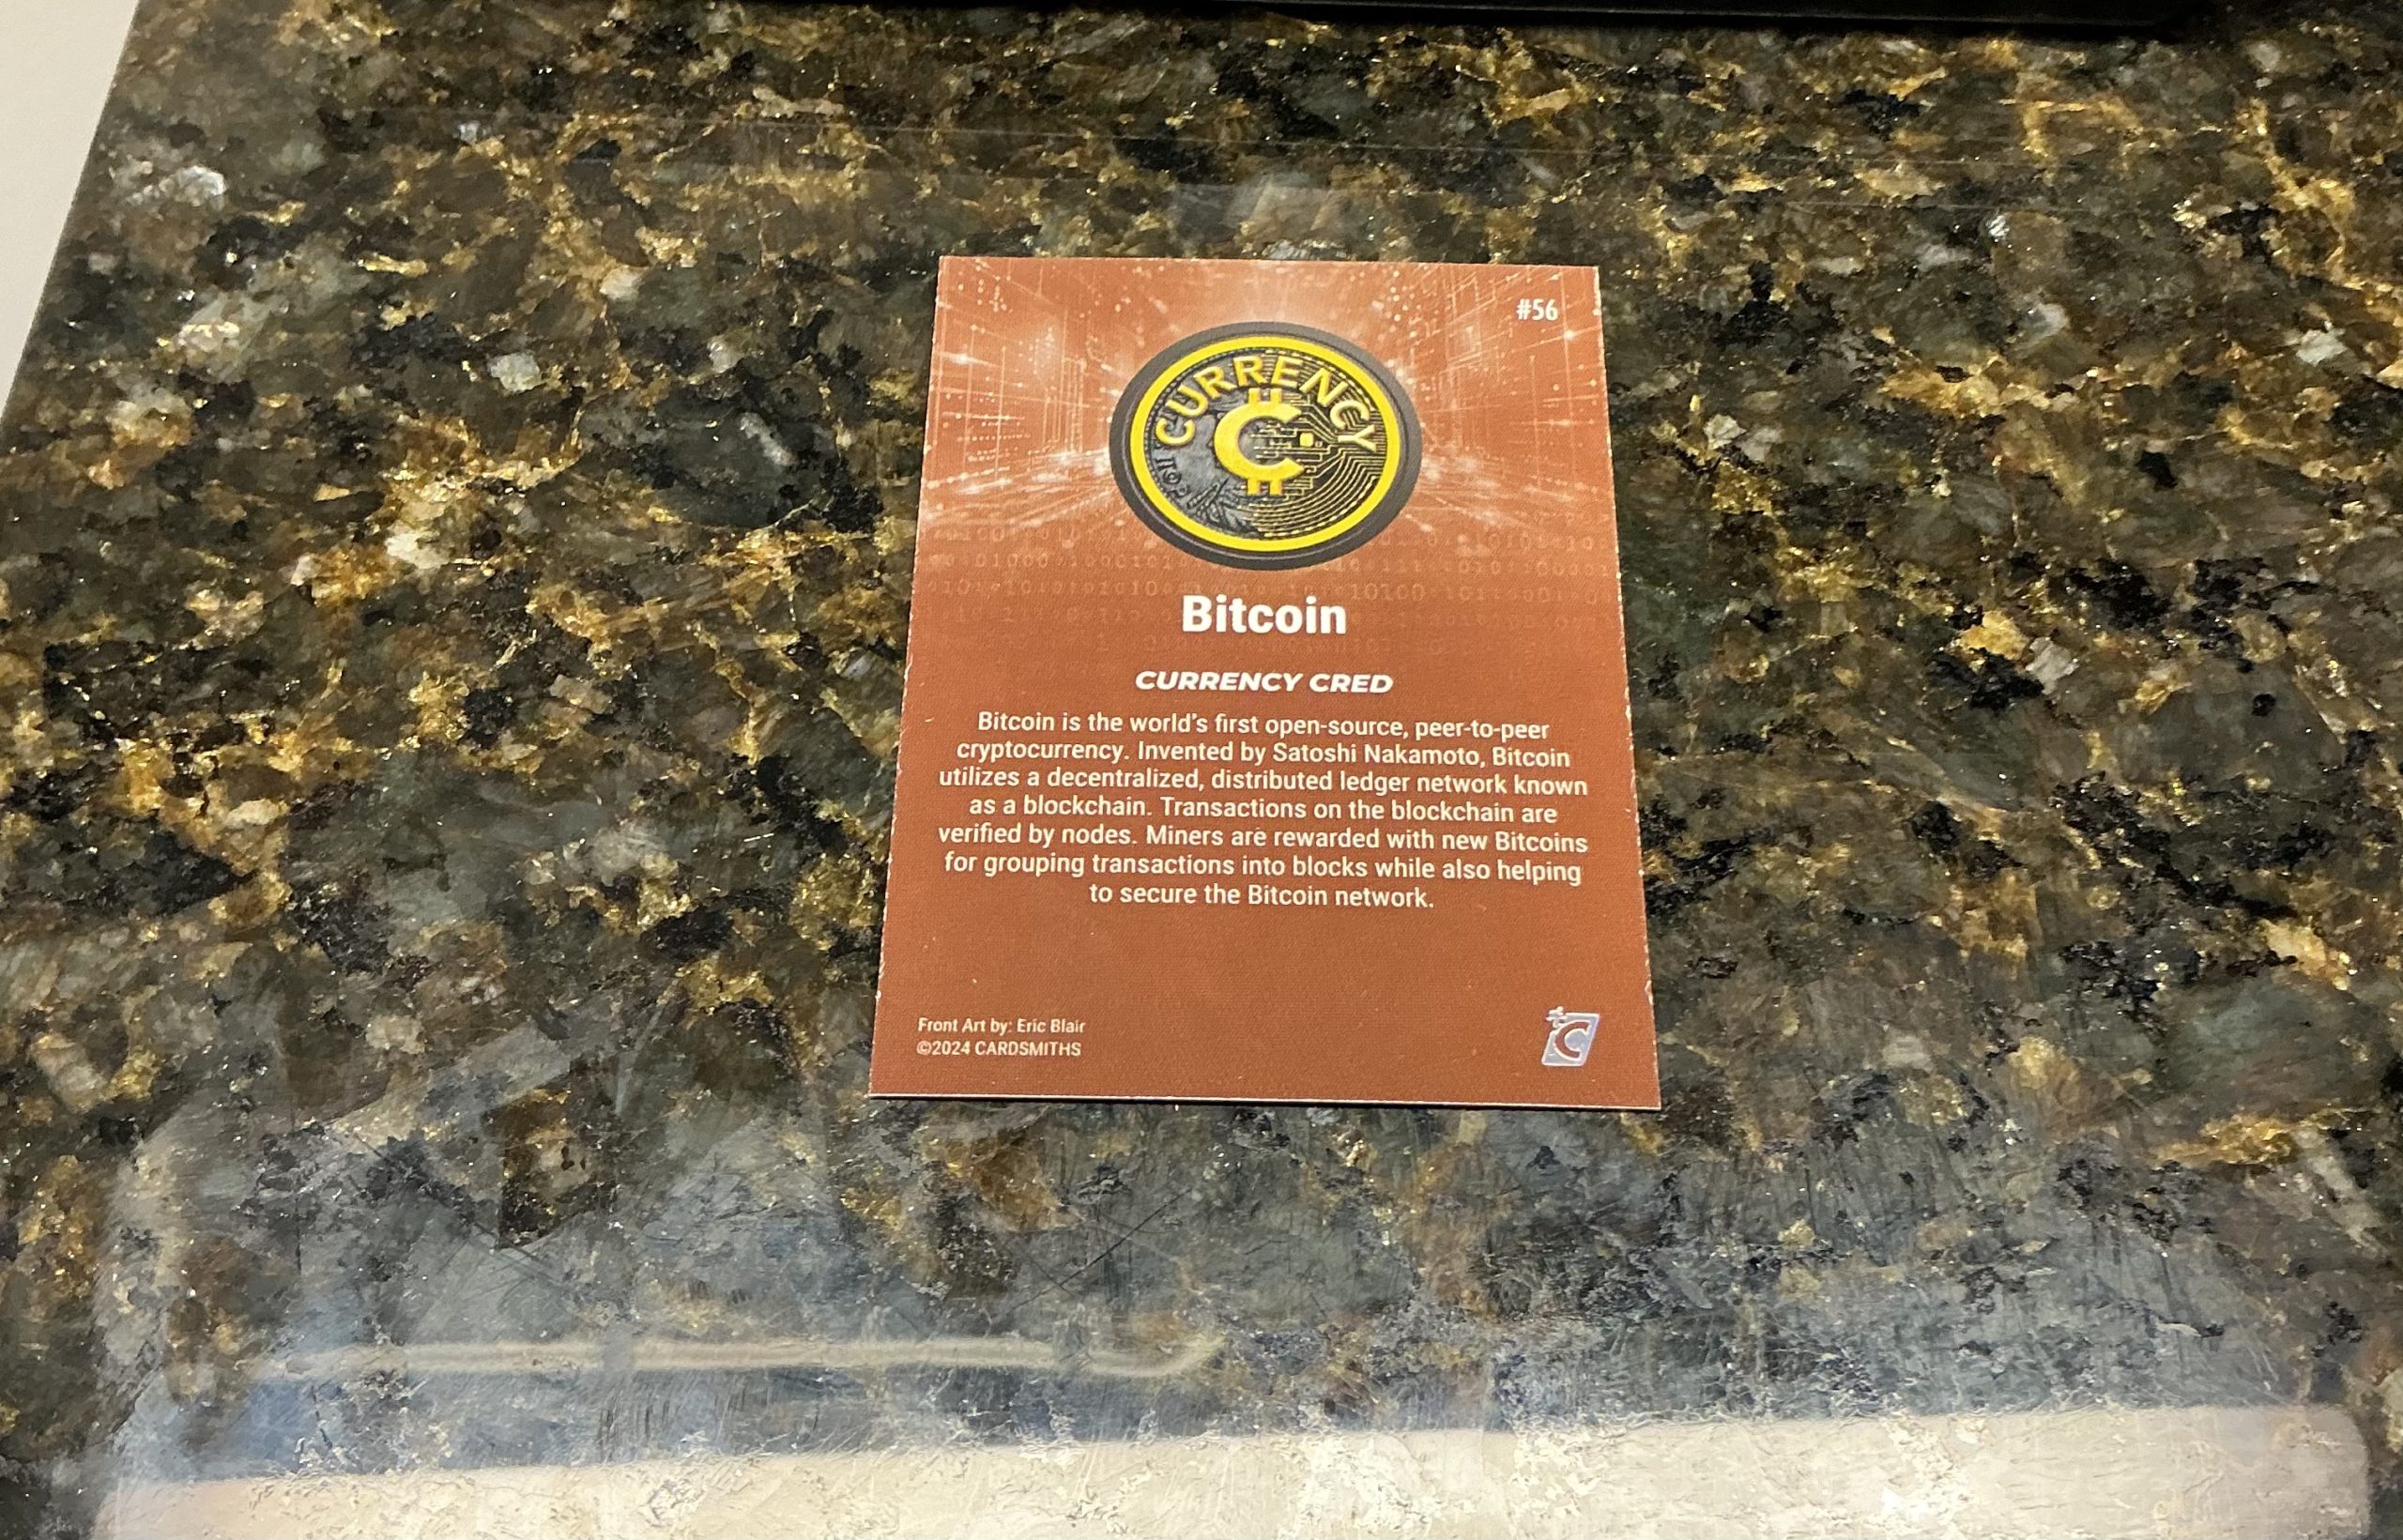 #56
CURRENCY
Bitcoin
CURRENCY CRED
Bitcoin is the world's first open-source, peer-to-peer
cryptocurrency. Invented by Satoshi Nakamoto, Bitcoin
utilizes a decentralized, distributed ledger network known
as a blockchain. Transactions on the blockchain are
verified by nodes. Miners are rewarded with new Bitcoins
for grouping transactions into blocks while also helping
to secure the Bitcoin network.
Front Art by: Eric Blair
©2024 CARDSMITHS
C